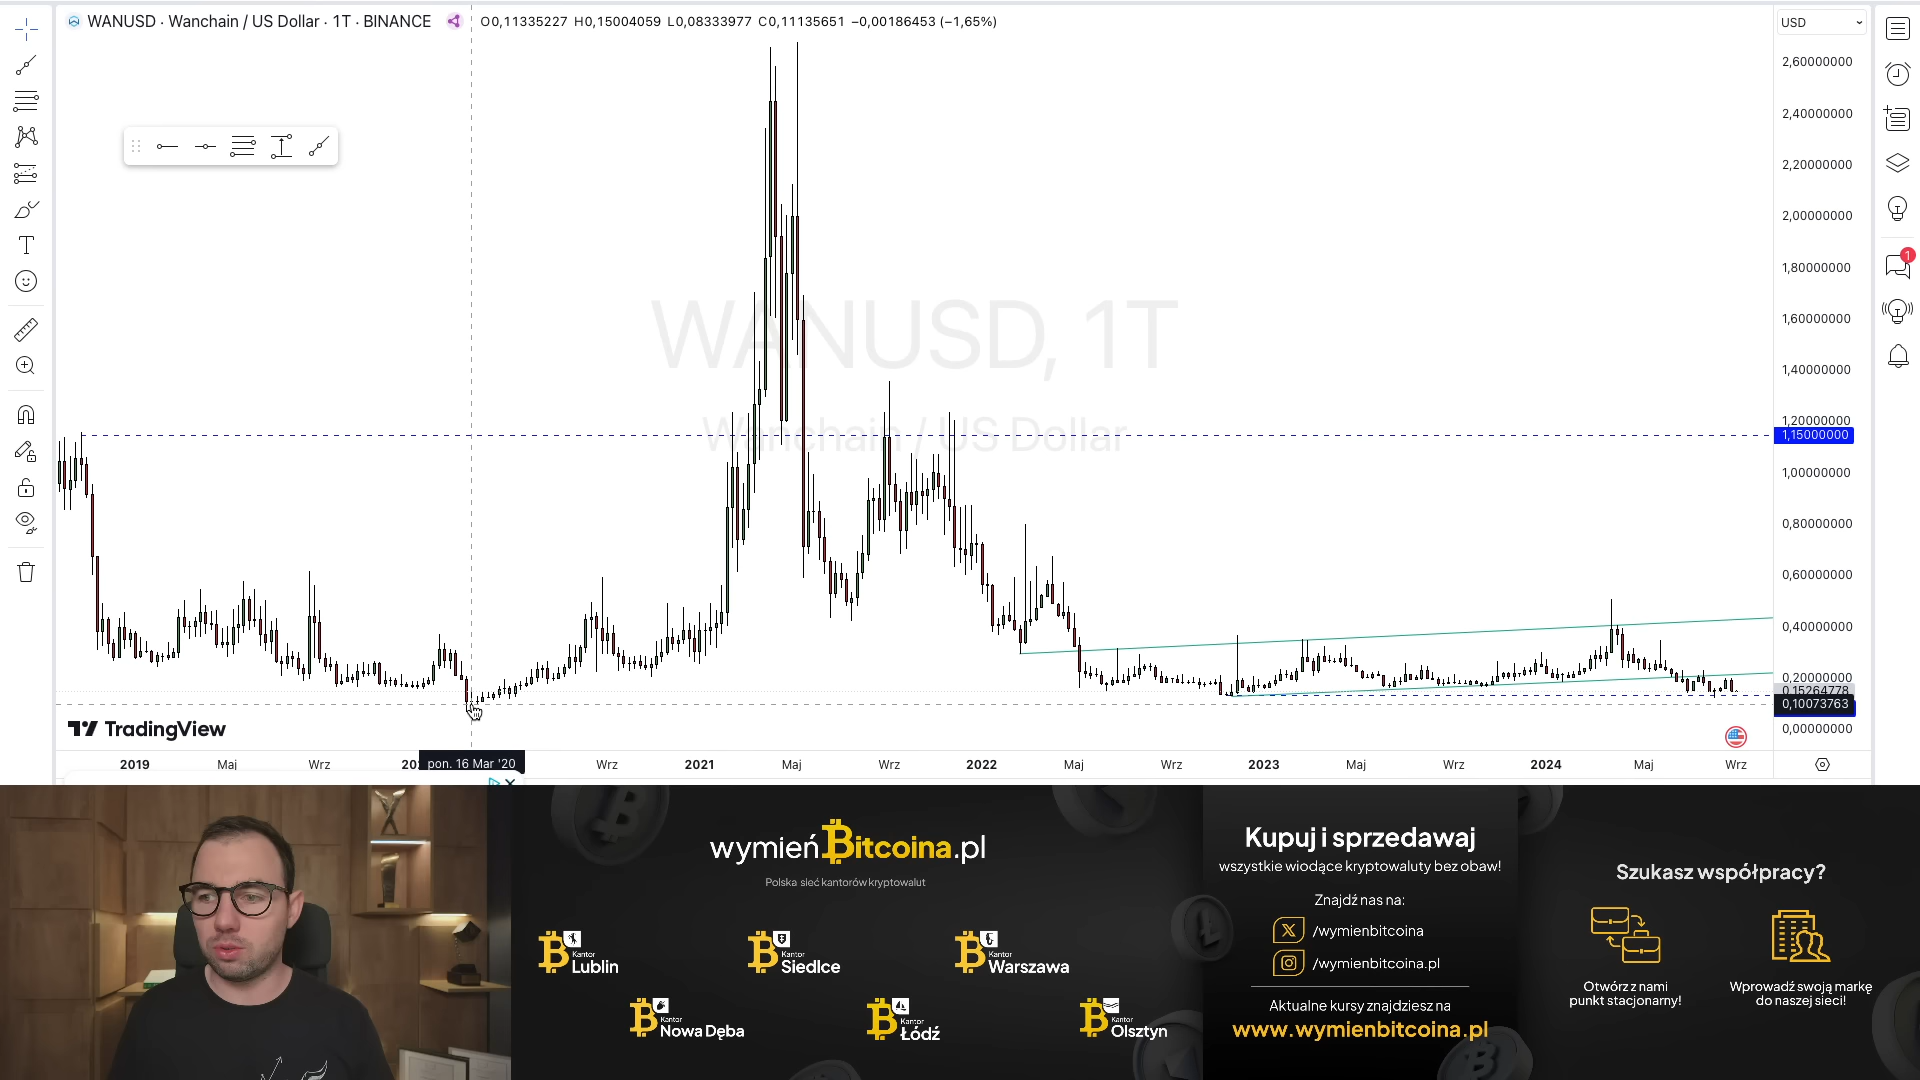 WANUSD · Wanchain / US Dollar · 1T · BINANCE
O0,11335227 H0,15004059 L0,08333977 C0,11135651 −0,00186453 (−1,65%)
USD
2,60000000
2,40000000
2,20000000
2,00000000
1,80000000
1,60000000
1,40000000
1,20000000
1,15000000
1,00000000
0,80000000
0,60000000
0,40000000
0,20000000
0,15264778
0,10073763
0,00000000
1
WANUSD, 1T
Wanchain / US Dollar
TradingView
2019
Maj
Wrz
pon. 16 Mar '20
Wrz
2021
Maj
Wrz
2022
Maj
Wrz
2023
Maj
Wrz
2024
Maj
Wrz
wymieńBitcoina.pl
Polska sieć kantorów kryptowalut
Kantor
Lublin
Kantor
Siedlce
Kantor
Warszawa
Kantor
Nowa Dęba
Kantor
Łódź
Kantor
Olsztyn
Kupuj i sprzedawaj
wszystkie wiodące kryptowaluty bez obaw!
Znajdź nas na:
/wymienbitcoina
/wymienbitcoina.pl
Aktualne kursy znajdziesz na
www.wymienbitcoina.pl
Szukasz współpracy?
Otwórz z nami
punkt stacjonarny!
Wprowadź swoją markę
do naszej sieci!